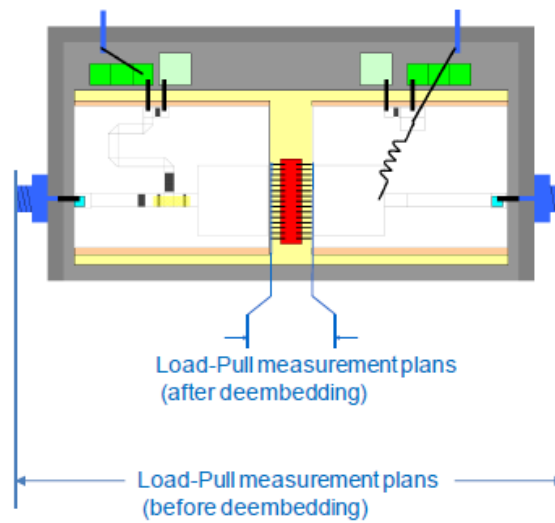 Load-Pull measurement plans
(after deembedding)
Load-Pull measurement plans
(before deembedding)